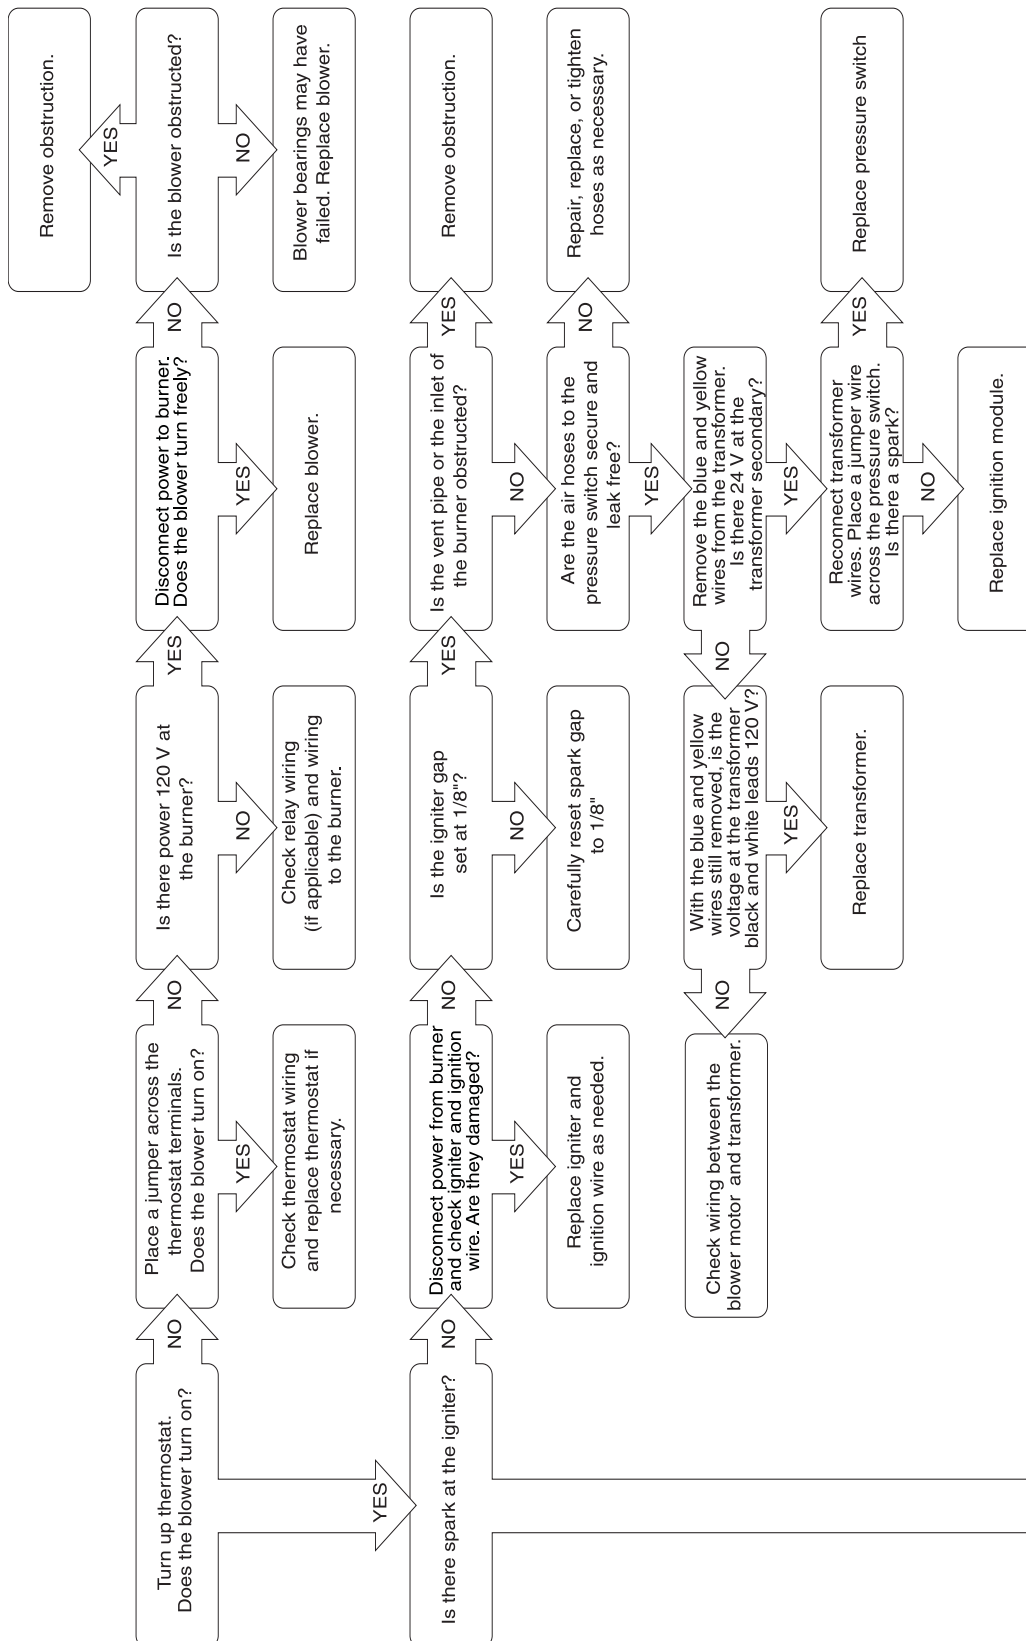 Turn up thermostat.
Does the blower turn on?
NO
YES
Place a jumper across the
thermostat terminals.
Does the blower turn on?
NO
YES
Check thermostat wiring
and replace thermostat if
necessary.
Is there power 120 V at
the burner?
YES
NO
Check relay wiring
(if applicable) and wiring
to the burner.
Disconnect power to burner.
Does the blower turn freely?
NO
YES
Replace blower.
Is the blower obstructed?
YES
Remove obstruction.
NO
Blower bearings may have
failed. Replace blower.
Is there spark at the igniter?
NO
Disconnect power from burner
and check igniter and ignition
wire. Are they damaged?
NO
YES
Replace igniter and
ignition wire as needed.
Is the igniter gap
set at 1/8"?
YES
NO
Carefully reset spark gap
to 1/8"
Is the vent pipe or the inlet of
the burner obstructed?
YES
Remove obstruction.
NO
Are the air hoses to the
pressure switch secure and
leak free?
NO
Repair, replace, or tighten
hoses as necessary.
YES
Remove the blue and yellow
wires from the transformer.
Is there 24 V at the
transformer secondary?
NO
With the blue and yellow
wires still removed, is the
voltage at the transformer
black and white leads 120 V?
NO
Check wiring between the
blower motor and transformer.
YES
Replace transformer.
YES
Reconnect transformer
wires. Place a jumper wire
across the pressure switch.
Is there a spark?
YES
Replace pressure switch
NO
Replace ignition module.